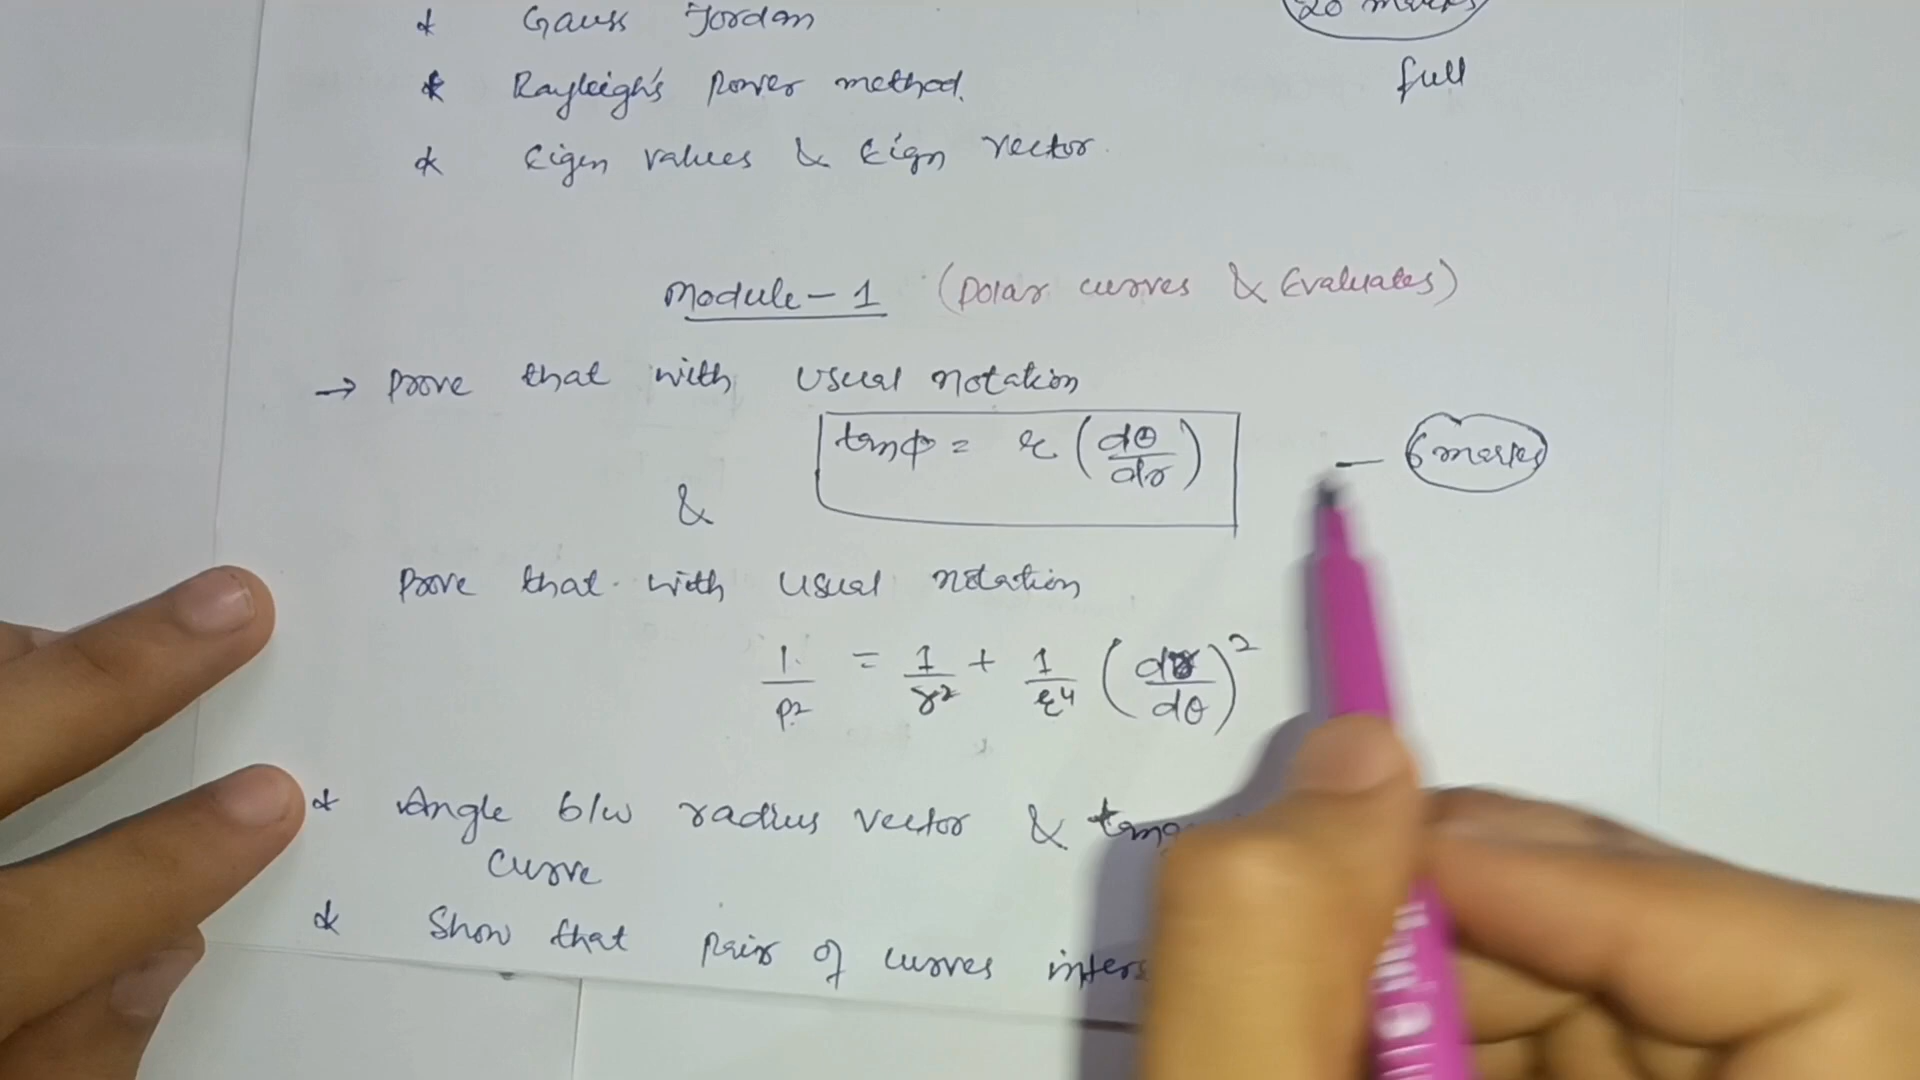 * Gauss Jordan
20 marks
full
* Rayleigh's Power method.
* Eigen values & Eign vector.
Module-1 (Polar curves & Evaluates)
→ Prove that with usual notation
tanφ = r (dθ/dr) — 6 marks
&
Prove that with usual notation
1/p² = 1/r² + 1/r⁴ (dr/dθ)²
* Angle b/w radius vector &
curve
* Show that pair of curves